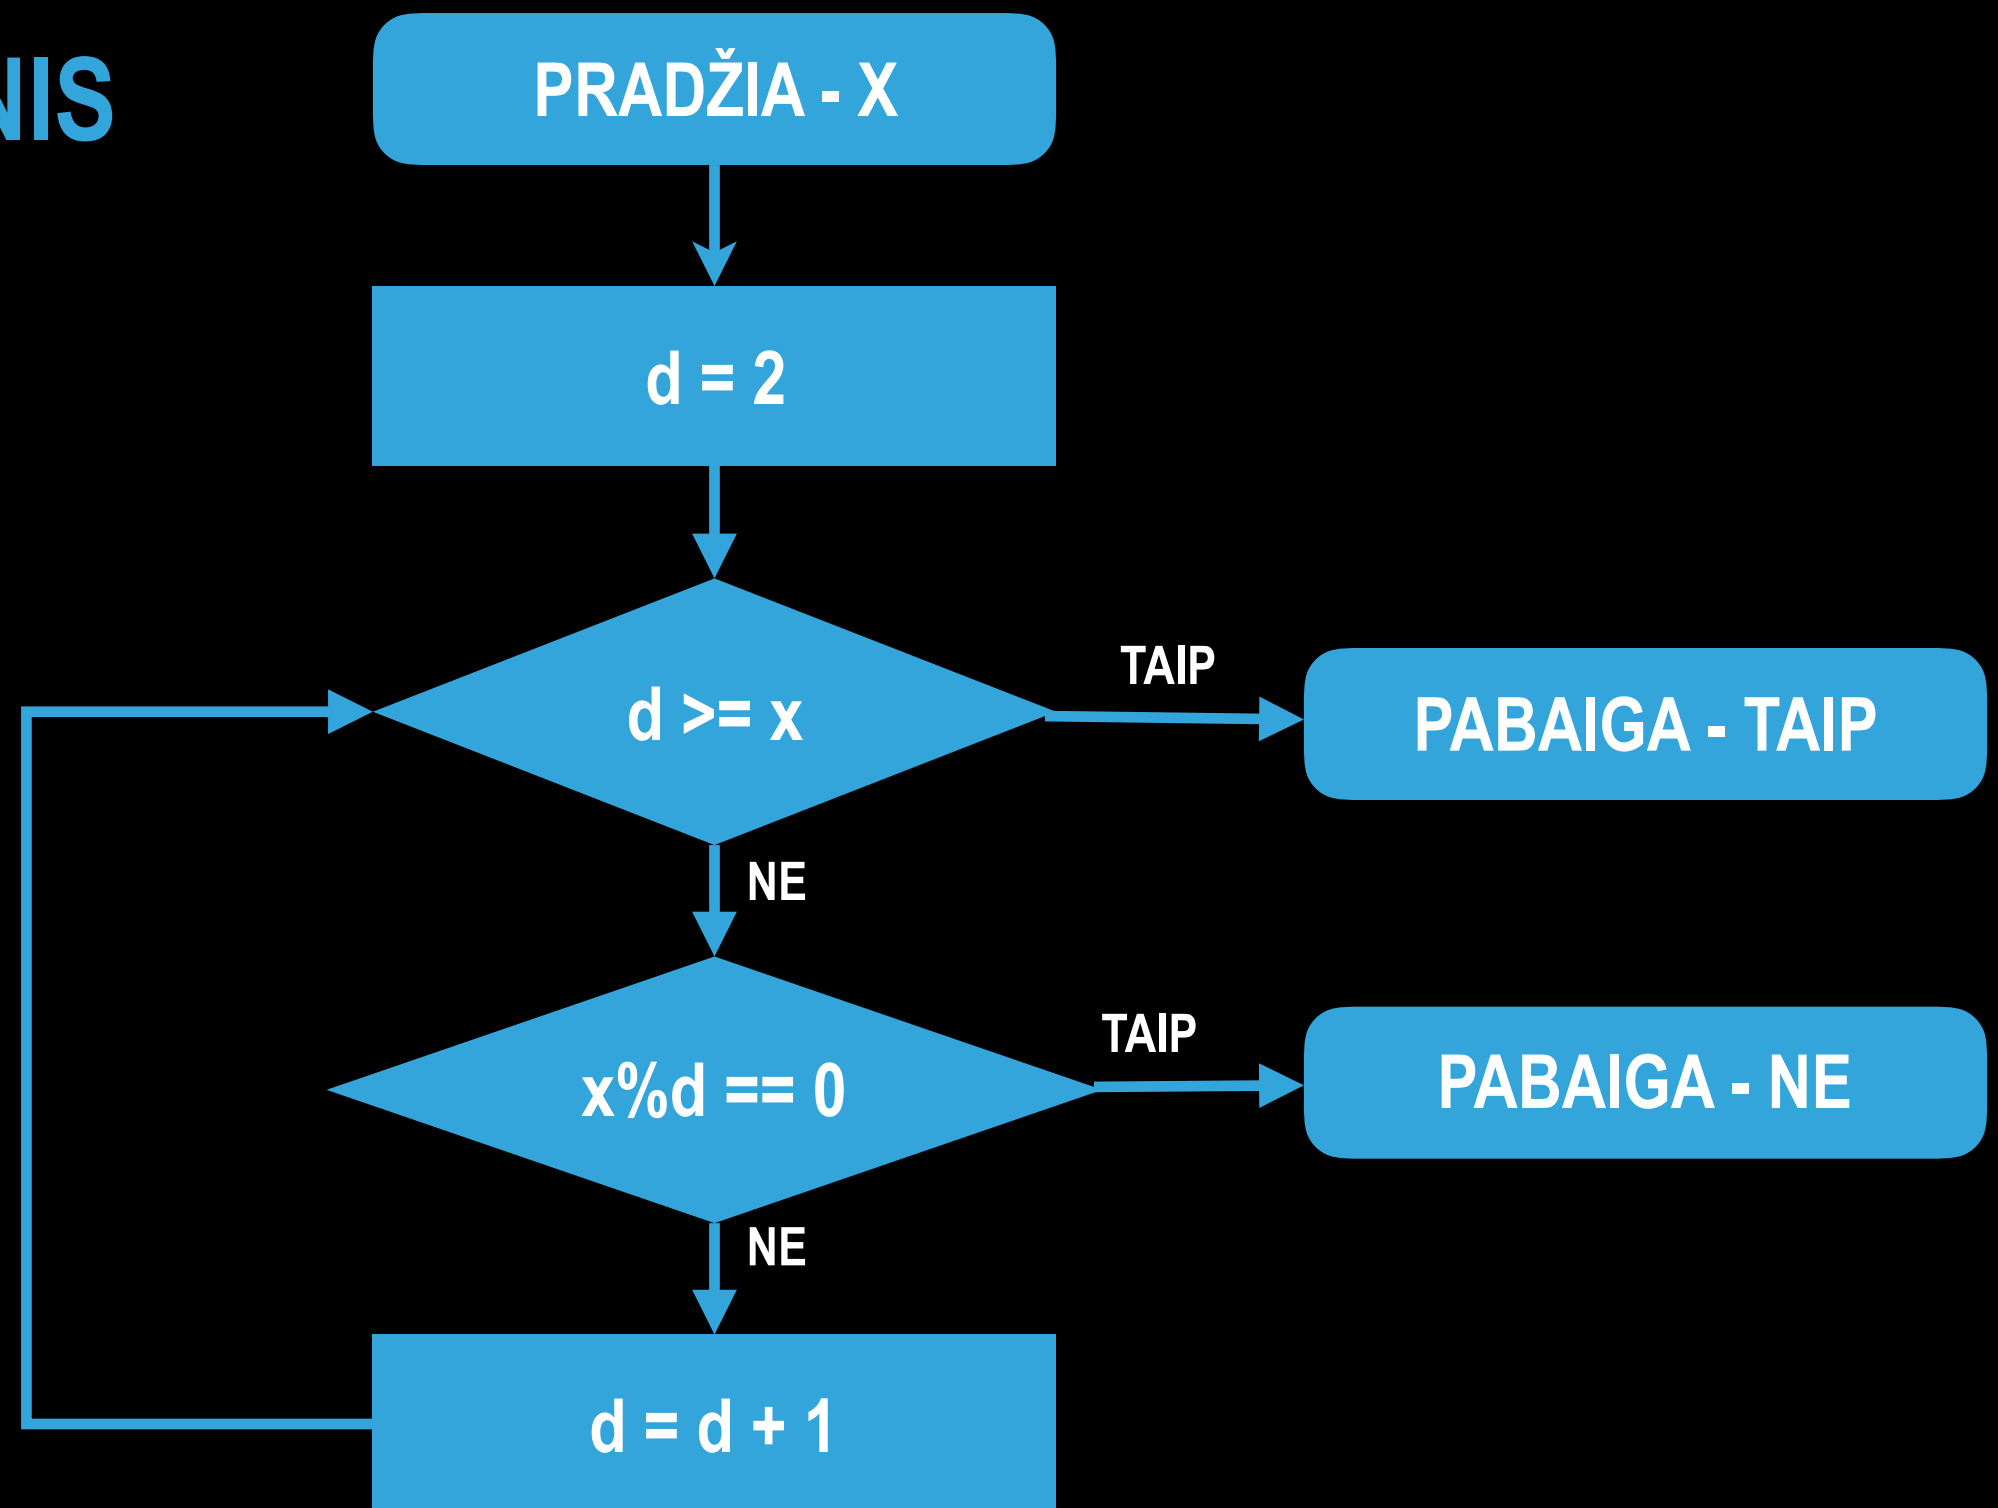 NIS
PRADŽIA - X
d = 2
d >= x
TAIP
PABAIGA - TAIP
NE
x%d == 0
TAIP
PABAIGA - NE
NE
d = d + 1